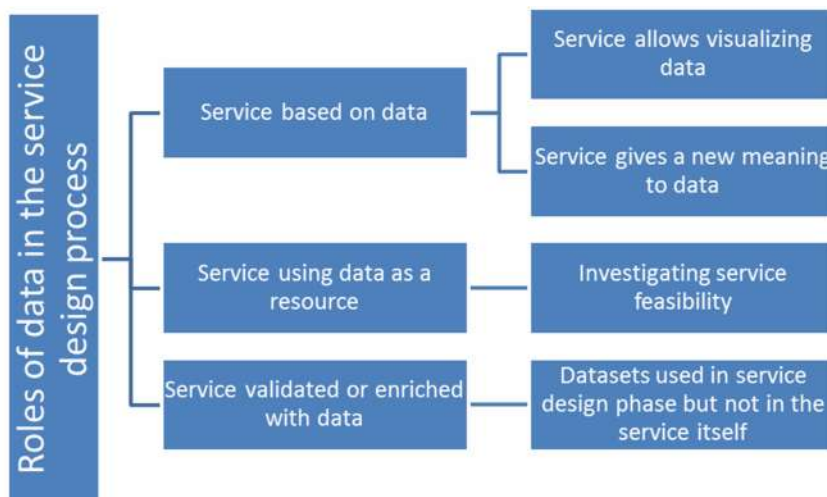 Roles of data in the service
design process
Service based on data
Service allows visualizing
data
Service gives a new meaning
to data
Service using data as a
resource
Investigating service
feasibility
Service validated or enriched
with data
Datasets used in service
design phase but not in the
service itself